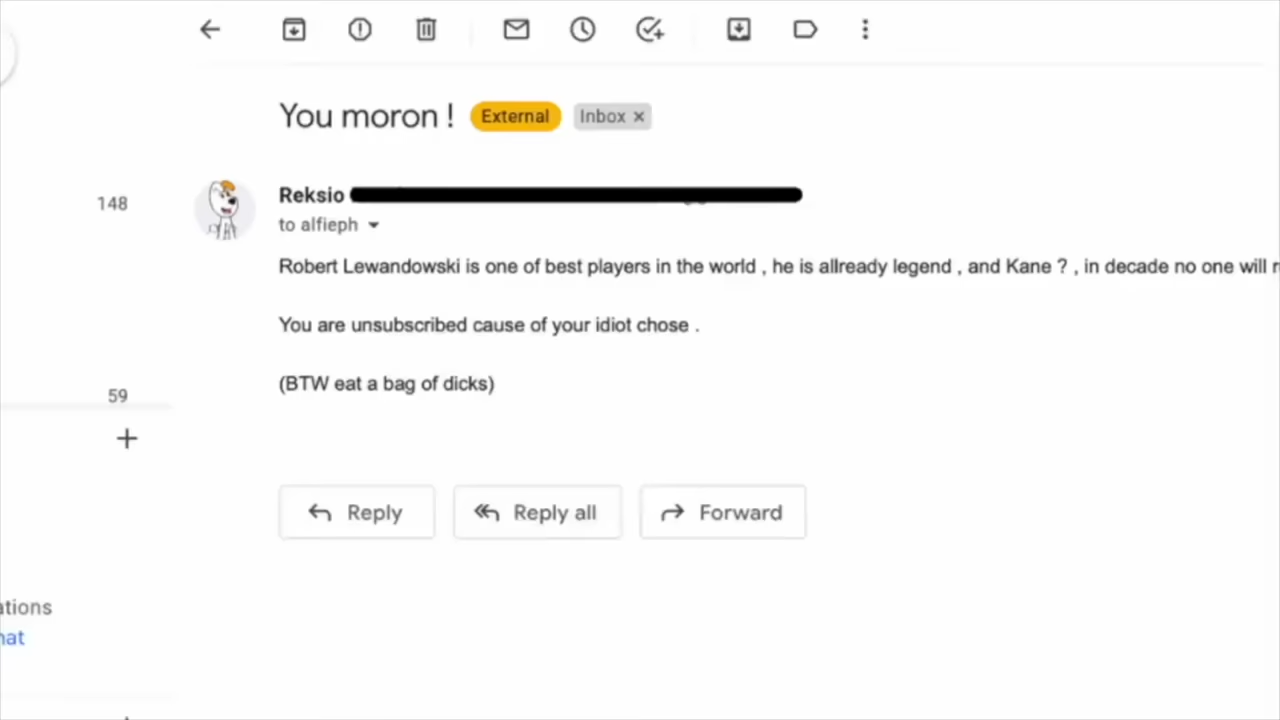 You moron ! External Inbox ×
Reksio
148
to alfieph
Robert Lewandowski is one of best players in the world , he is allready legend , and Kane ? , in decade no one will
You are unsubscribed cause of your idiot chose .
(BTW eat a bag of dicks)
59
+
Reply Reply all Forward
ations
hat